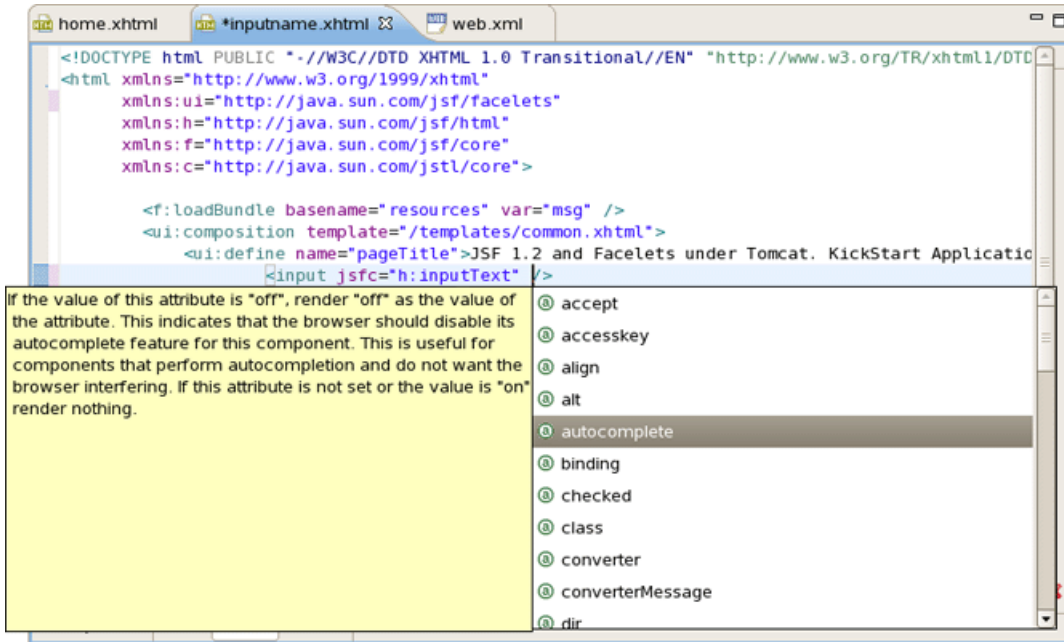 home.xhtml
*inputname.xhtml
web.xml
<!DOCTYPE html PUBLIC "-//W3C//DTD XHTML 1.0 Transitional//EN" "http://www.w3.org/TR/xhtml1/DTD
<html xmlns="http://www.w3.org/1999/xhtml"
xmlns:ui="http://java.sun.com/jsf/facelets"
xmlns:h="http://java.sun.com/jsf/html"
xmlns:f="http://java.sun.com/jsf/core"
xmlns:c="http://java.sun.com/jstl/core">
<f:loadBundle basename="resources" var="msg" />
<ui:composition template="/templates/common.xhtml">
<ui:define name="pageTitle">JSF 1.2 and Facelets under Tomcat. KickStart Applicatio
<input jsfc="h:inputText" />
If the value of this attribute is "off", render "off" as the value of
the attribute. This indicates that the browser should disable its
autocomplete feature for this component. This is useful for
components that perform autocompletion and do not want the
browser interfering. If this attribute is not set or the value is "on"
render nothing.
accept
accesskey
align
alt
autocomplete
binding
checked
class
converter
converterMessage
dir